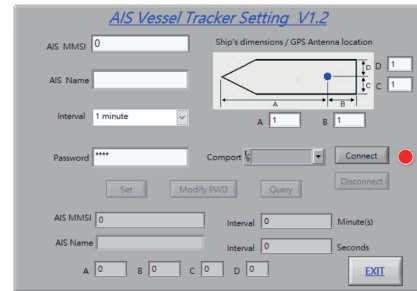 AIS Vessel Tracker Setting V1.2
AIS MMSI 0
Ship's dimensions / GPS Antenna location
AIS Name
D D 1
C C 1
A B
Interval 1 minute
A 1 B 1
Password **** Comport Connect
Set Modify PWD Query Disconnect
AIS MMSI 0 Interval 0 Minute(s)
AIS Name Interval 0 Seconds
A 0 B 0 C 0 D 0 EXIT